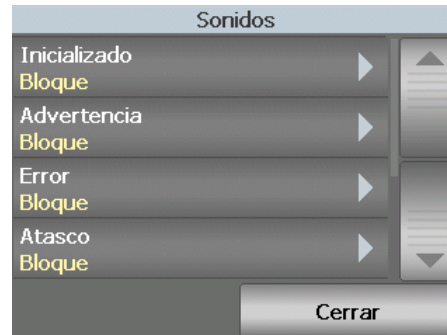 Sonidos
Inicializado
Bloque
Advertencia
Bloque
Error
Bloque
Atasco
Bloque
Cerrar